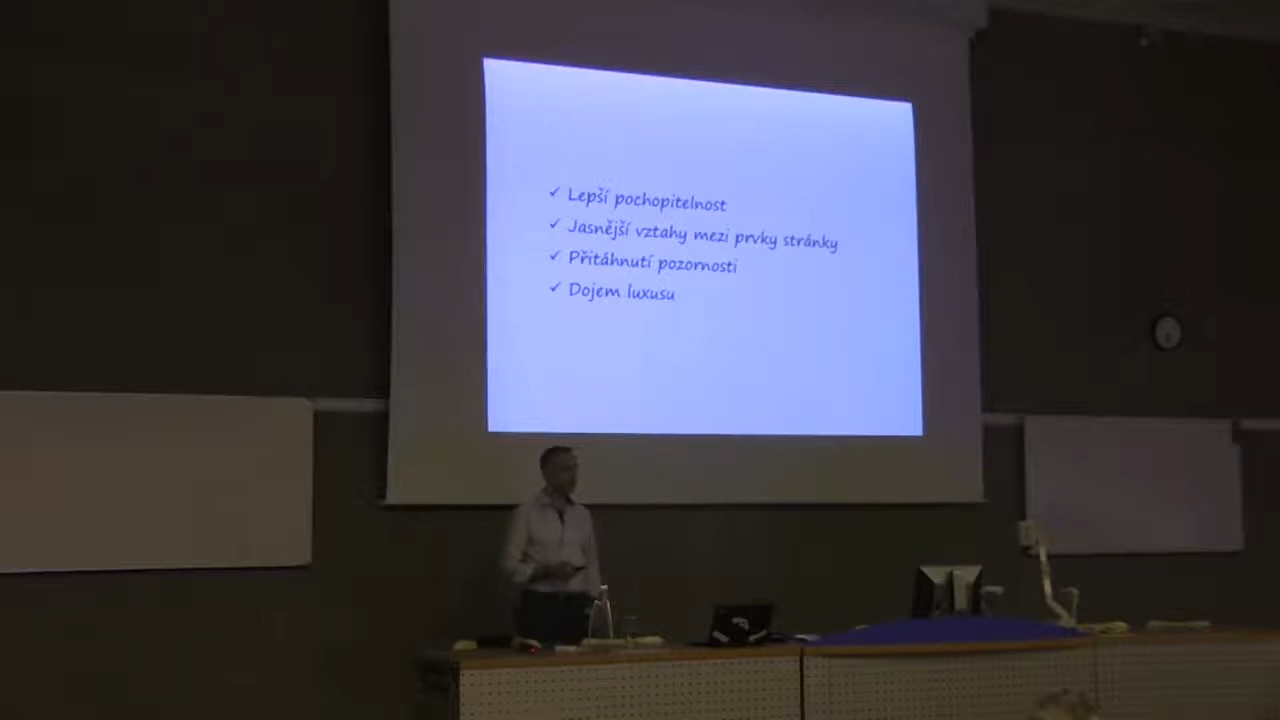 ✓ Lepší pochopitelnost
✓ Jasnější vztahy mezi prvky stránky
✓ Přitáhnutí pozornosti
✓ Dojem luxusu